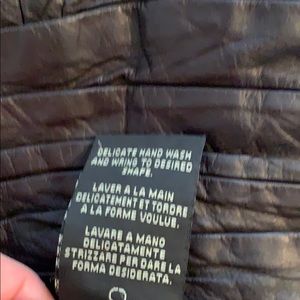 DELICATE HAND WASH
AND WRING TO DESIRED
SHAPE.
LAVER A LA MAIN
DELICATEMENT ET TORDRE
A LA FORME VOULUE.
LAVARE A MANO
DELICATAMENTE
STRIZZARE PER DARE LA
FORMA DESIDERATA.